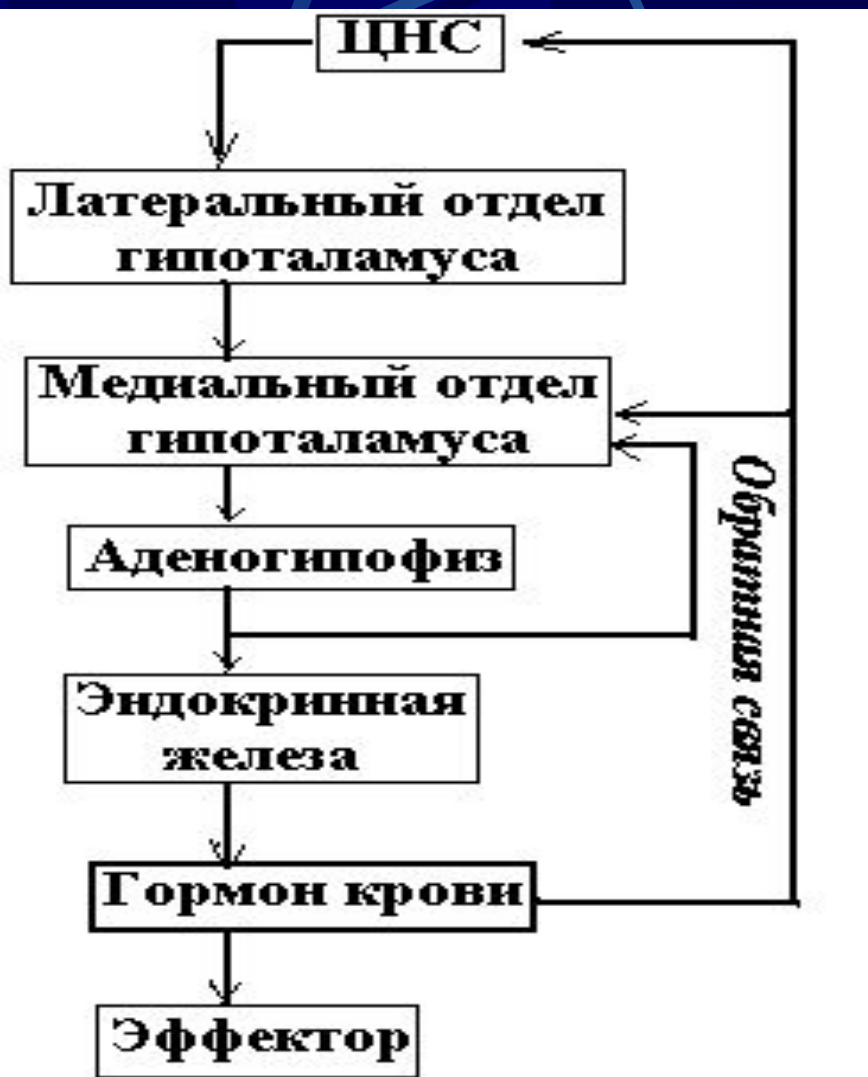 ЦНС
Латеральный отдел
гипоталамуса
Медиальный отдел
гипоталамуса
Обратная связь
Аденогипофиз
Эндокринная
железа
Гормон крови
Эффектор